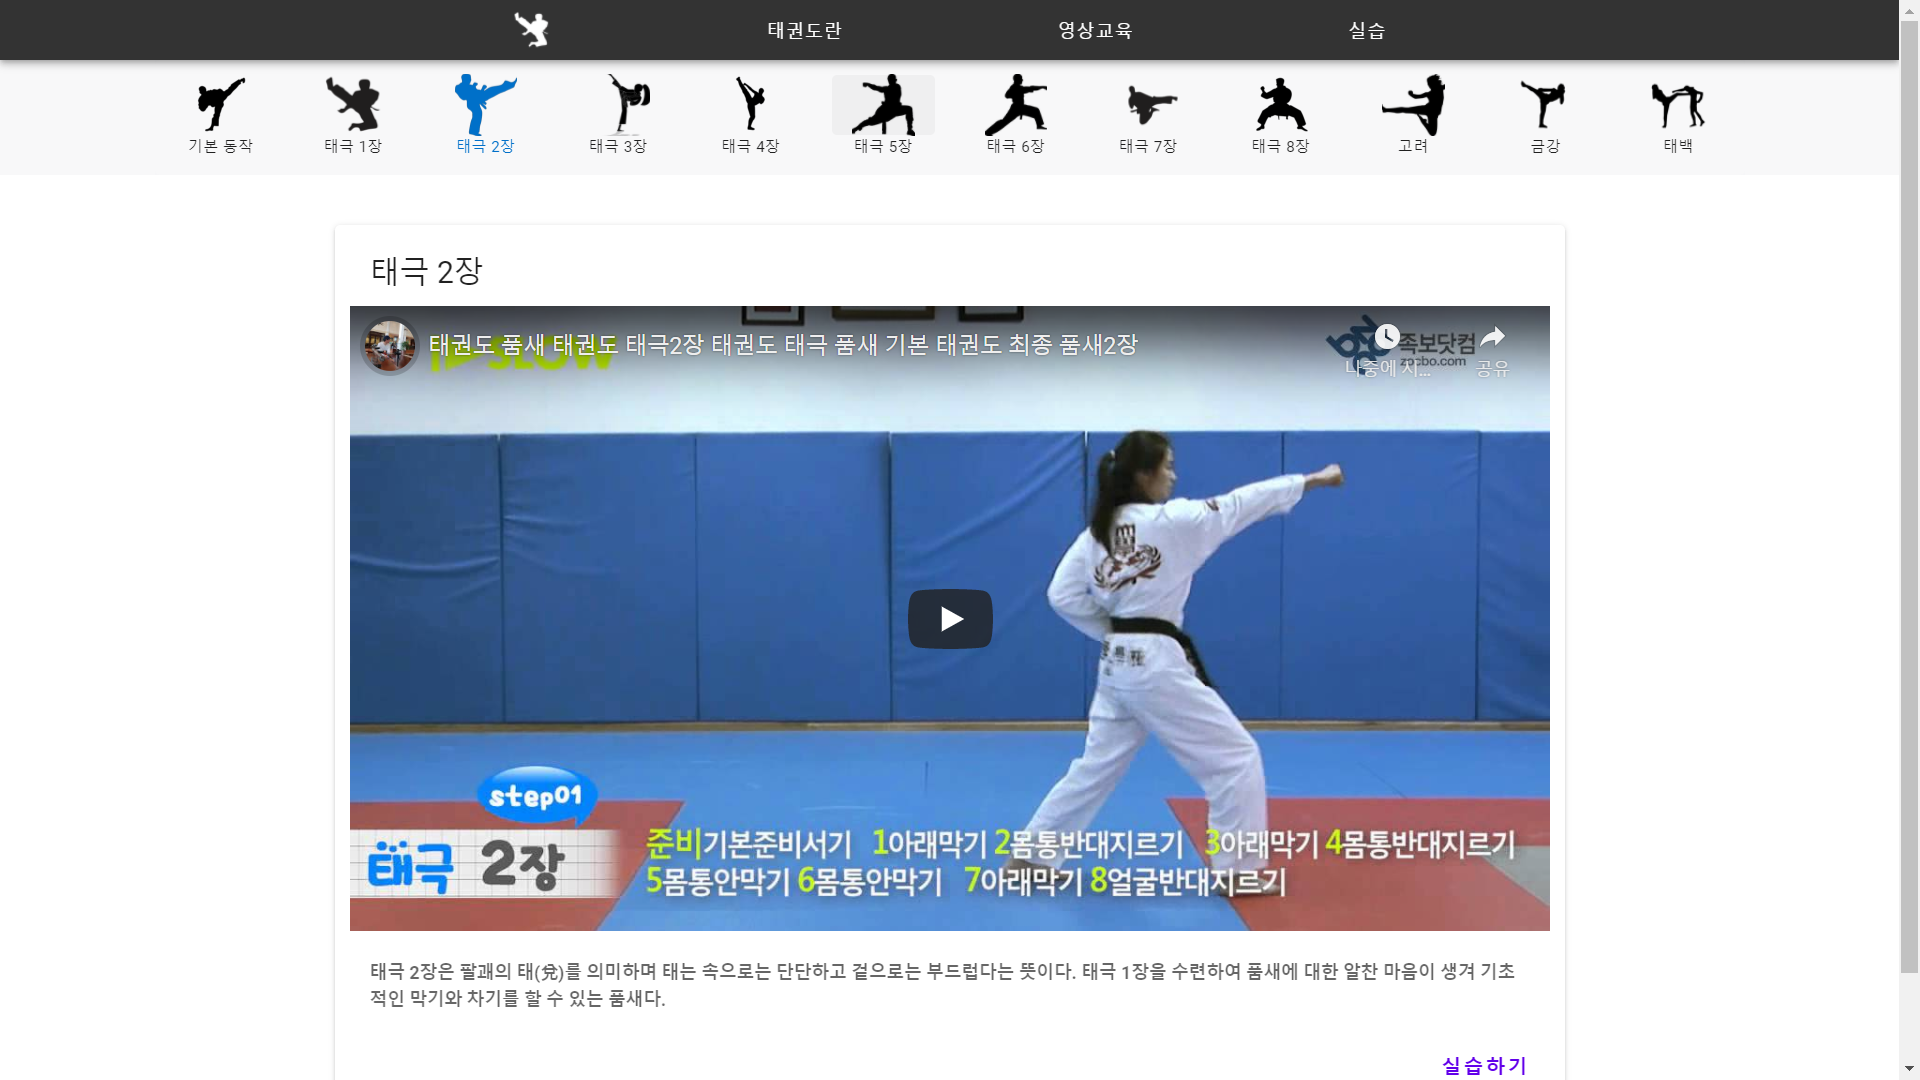 태권도란 영상교육 실습
기본 동작 태극 1장 태극 2장 태극 3장 태극 4장 태극 5장 태극 6장 태극 7장 태극 8장 고려 금강 태백
태극 2장
태권도 품새 태권도 태극2장 태권도 태극 품새 기본 태권도 최종 품새2장
SLOW
족보닷컴
zocbo.com
나중에 시... 공유
step01
태극 2장
준비기본준비서기 1아래막기 2몸통반대지르기 3아래막기 4몸통반대지르기
5몸통안막기 6몸통안막기 7아래막기 8얼굴반대지르기
태극 2장은 팔괘의 태(兌)를 의미하며 태는 속으로는 단단하고 겉으로는 부드럽다는 뜻이다. 태극 1장을 수련하여 품새에 대한 알찬 마음이 생겨 기초
적인 막기와 차기를 할 수 있는 품새다.
실습하기